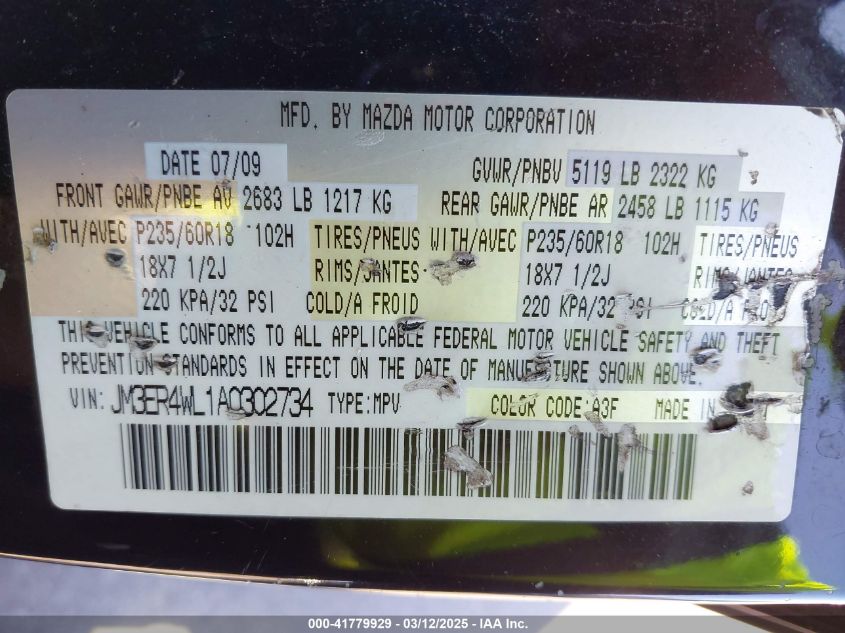 MFD. BY MAZDA MOTOR CORPORATION
DATE 07/09 GVWR/PNBV 5119 LB 2322 KG
FRONT GAWR/PNBE AV 2683 LB 1217 KG REAR GAWR/PNBE AR 2458 LB 1115 KG
WITH/AVEC P235/60R18 102H TIRES/PNEUS WITH/AVEC P235/60R18 102H TIRES/PNEUS
18X7 1/2J RIMS/JANTES 18X7 1/2J RIMS/JANTES
220 KPA/32 PSI COLD/A FROID 220 KPA/32 PSI COLD/A FROID
THIS VEHICLE CONFORMS TO ALL APPLICABLE FEDERAL MOTOR VEHICLE SAFETY AND THEFT
PREVENTION STANDARDS IN EFFECT ON THE DATE OF MANUFACTURE SHOWN ABOVE.
VIN: JM3ER4WL1A0302734 TYPE:MPV COLOR CODE:A3F MADE IN
000-41779929 - 03/12/2025 - IAA Inc.